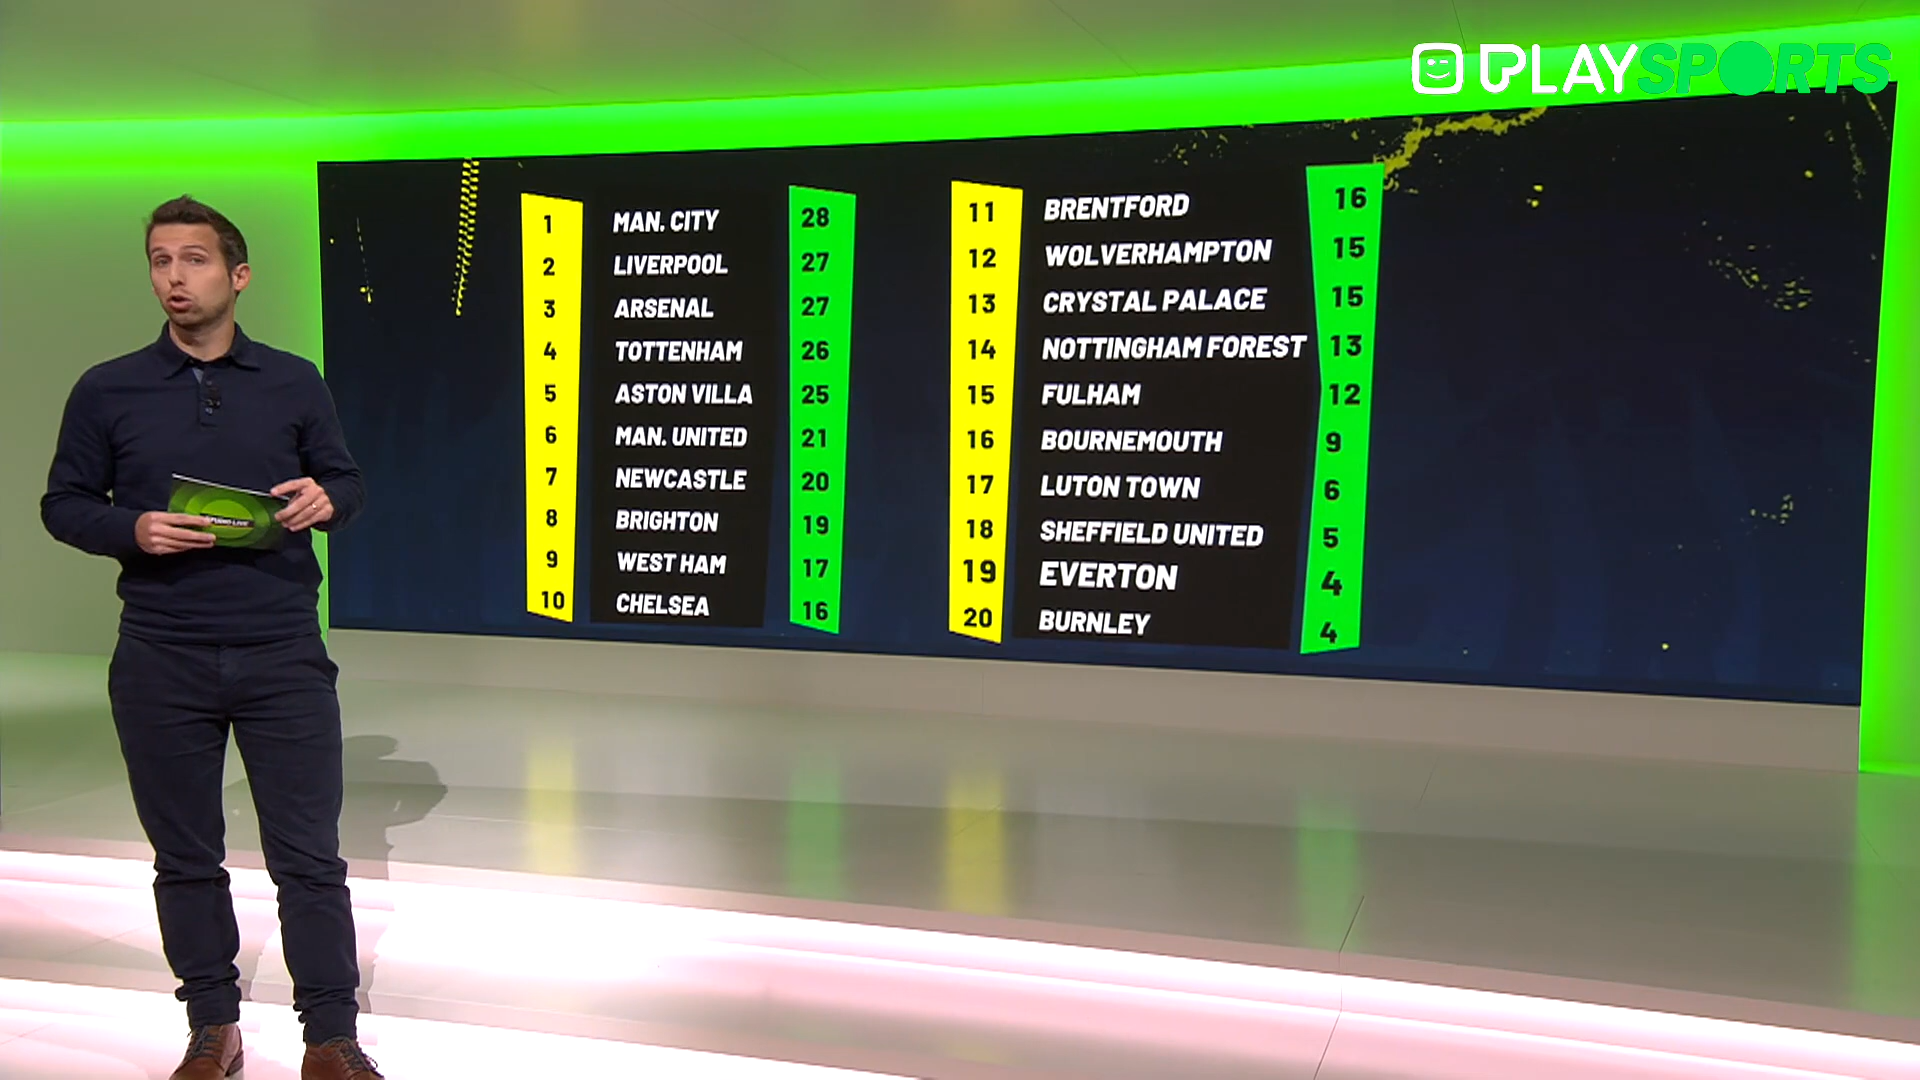 PLAYSPORTS
1 MAN. CITY 28
2 LIVERPOOL 27
3 ARSENAL 27
4 TOTTENHAM 26
5 ASTON VILLA 25
6 MAN. UNITED 21
7 NEWCASTLE 20
8 BRIGHTON 19
9 WEST HAM 17
10 CHELSEA 16
11 BRENTFORD 16
12 WOLVERHAMPTON 15
13 CRYSTAL PALACE 15
14 NOTTINGHAM FOREST 13
15 FULHAM 12
16 BOURNEMOUTH 9
17 LUTON TOWN 6
18 SHEFFIELD UNITED 5
19 EVERTON 4
20 BURNLEY 4